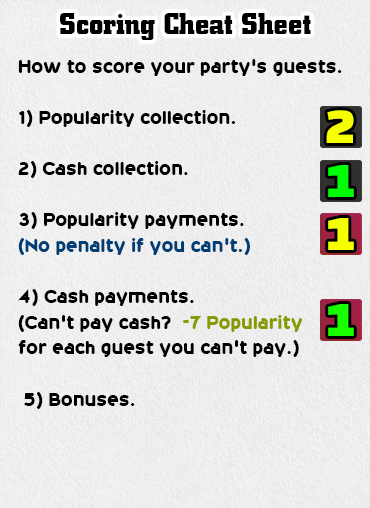 Scoring Cheat Sheet
How to score your party's guests.
1) Popularity collection. 2
2) Cash collection. 1
3) Popularity payments. 1
(No penalty if you can't.)
4) Cash payments.
(Can't pay cash? -7 Popularity 1
for each guest you can't pay.)
5) Bonuses.